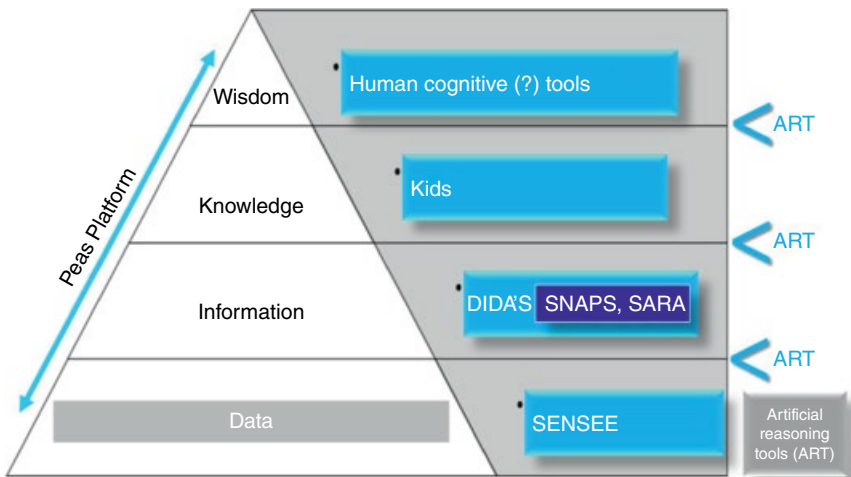 Peas Platform
Wisdom
• Human cognitive (?) tools
ART
Knowledge
• Kids
ART
Information
• DIDA'S SNAPS, SARA
ART
Data
• SENSEE
Artificial
reasoning
tools (ART)